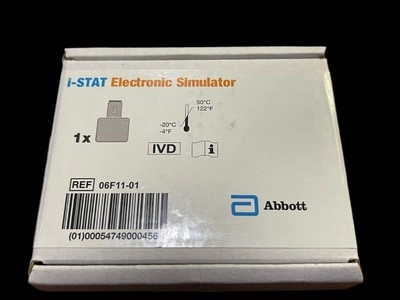 i-STAT Electronic Simulator
1x
50°C
122°F
-20°C
-4°F
IVD
i
REF 06F11-01
Abbott
(01)00054749000456